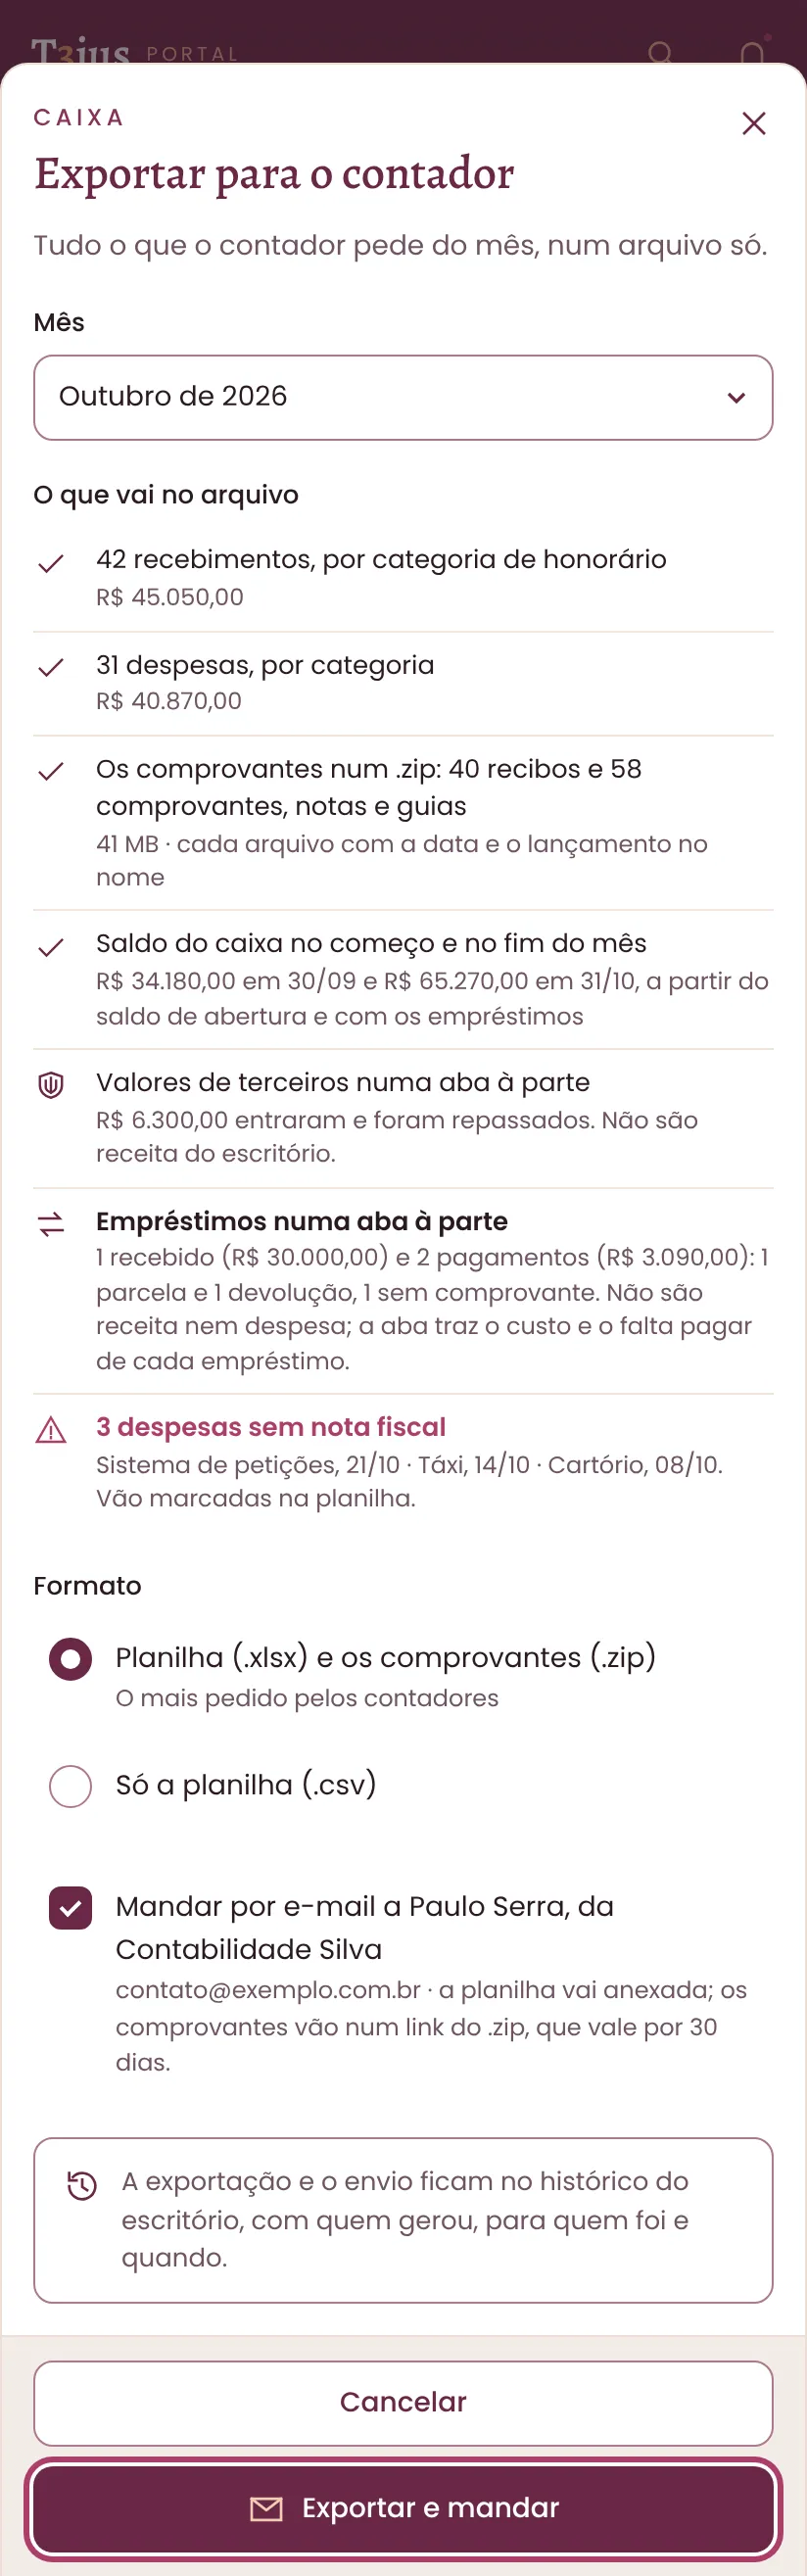 T3ius PORTAL
CAIXA
Exportar para o contador
Tudo o que o contador pede do mês, num arquivo só.
Mês
Outubro de 2026
O que vai no arquivo
42 recebimentos, por categoria de honorário
R$ 45.050,00
31 despesas, por categoria
R$ 40.870,00
Os comprovantes num .zip: 40 recibos e 58
comprovantes, notas e guias
41 MB · cada arquivo com a data e o lançamento no
nome
Saldo do caixa no começo e no fim do mês
R$ 34.180,00 em 30/09 e R$ 65.270,00 em 31/10, a partir do
saldo de abertura e com os empréstimos
Valores de terceiros numa aba à parte
R$ 6.300,00 entraram e foram repassados. Não são
receita do escritório.
Empréstimos numa aba à parte
1 recebido (R$ 30.000,00) e 2 pagamentos (R$ 3.090,00): 1
parcela e 1 devolução, 1 sem comprovante. Não são
receita nem despesa; a aba traz o custo e o falta pagar
de cada empréstimo.
3 despesas sem nota fiscal
Sistema de petições, 21/10 · Táxi, 14/10 · Cartório, 08/10.
Vão marcadas na planilha.
Formato
Planilha (.xlsx) e os comprovantes (.zip)
O mais pedido pelos contadores
Só a planilha (.csv)
Mandar por e-mail a Paulo Serra, da
Contabilidade Silva
contato@exemplo.com.br · a planilha vai anexada; os
comprovantes vão num link do .zip, que vale por 30
dias.
A exportação e o envio ficam no histórico do
escritório, com quem gerou, para quem foi e
quando.
Cancelar
Exportar e mandar